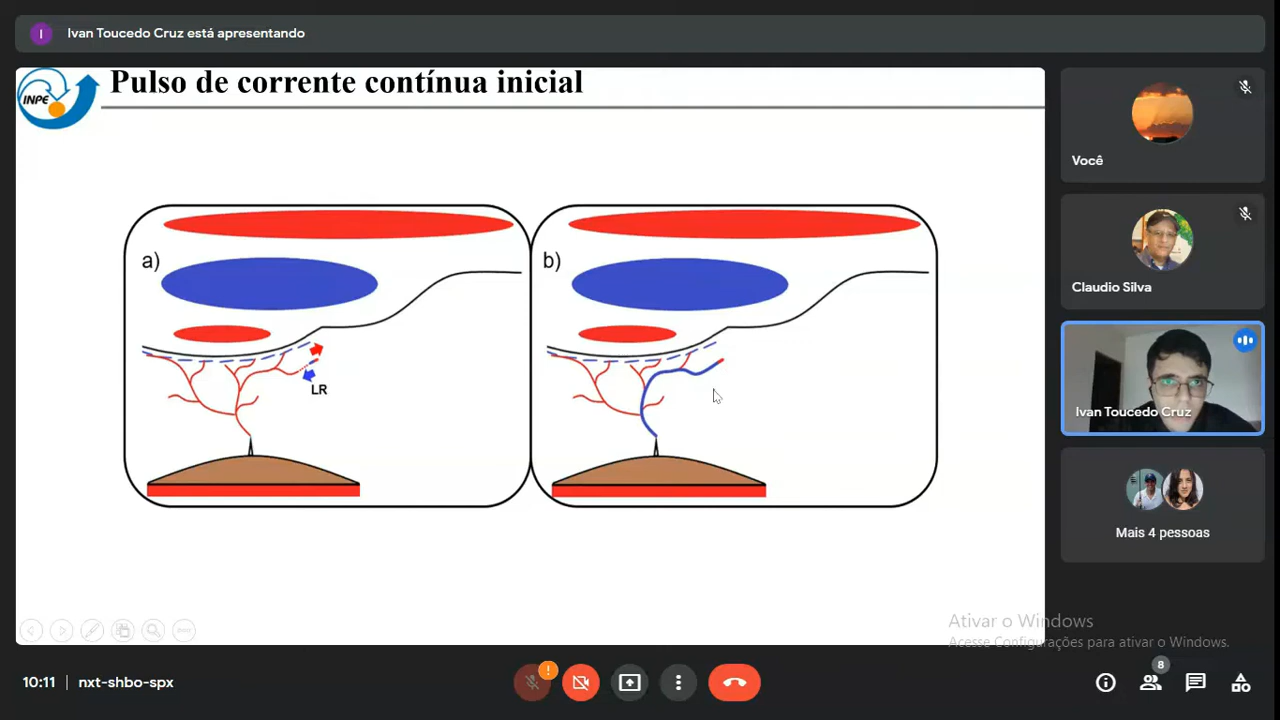 I
Ivan Toucedo Cruz está apresentando
INPE
Pulso de corrente contínua inicial
a)
LR
b)
Você
Claudio Silva
Ivan Toucedo Cruz
Mais 4 pessoas
Ativar o Windows
Acesse Configurações para ativar o Windows.
10:11 | nxt-shbo-spx
!
8